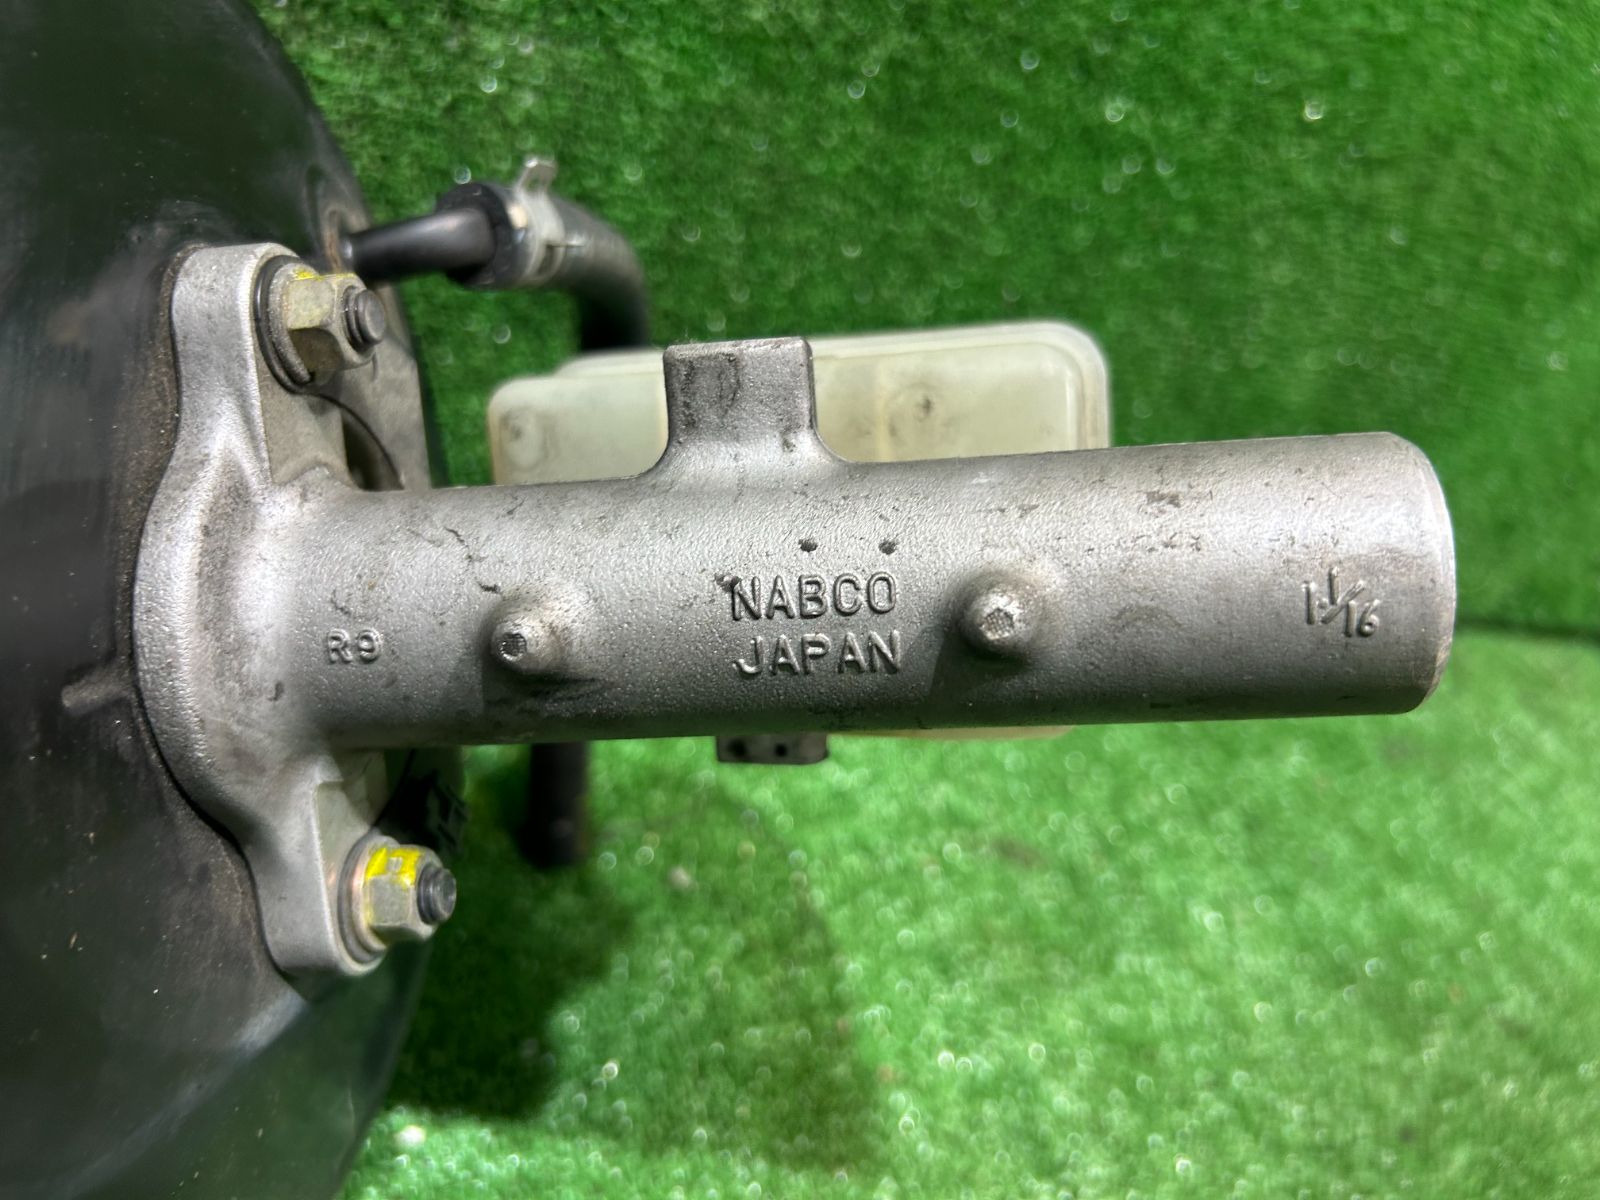 R9
NABCO
JAPAN
1-1/16